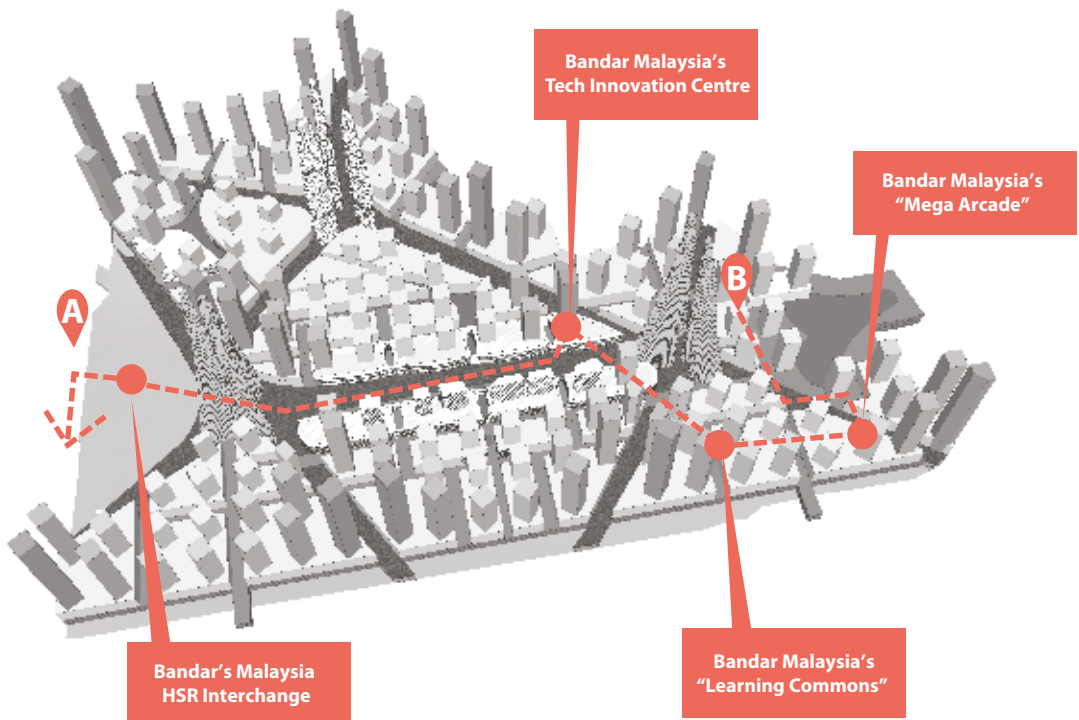 Bandar Malaysia's
Tech Innovation Centre
Bandar Malaysia's
“Mega Arcade”
B
A
Bandar's Malaysia
HSR Interchange
Bandar Malaysia's
“Learning Commons”